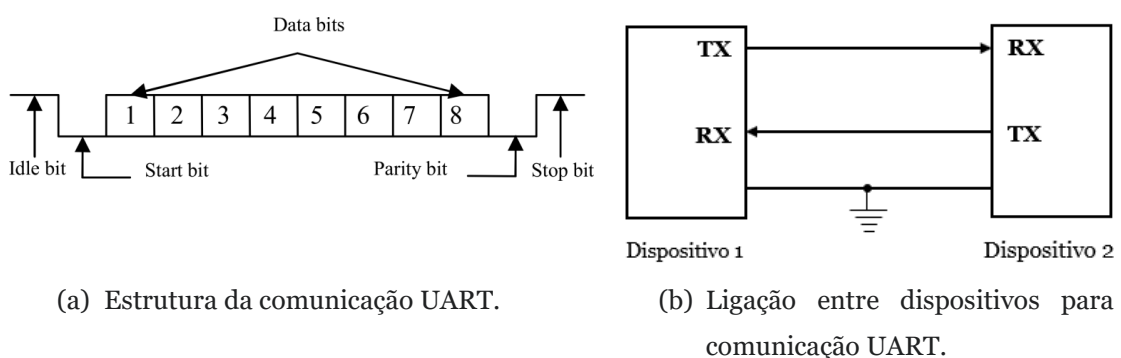 Data bits
1 2 3 4 5 6 7 8
Idle bit
Start bit
Parity bit
Stop bit
(a) Estrutura da comunicação UART.
TX
RX
RX
TX
Dispositivo 1
Dispositivo 2
(b) Ligação entre dispositivos para
comunicação UART.